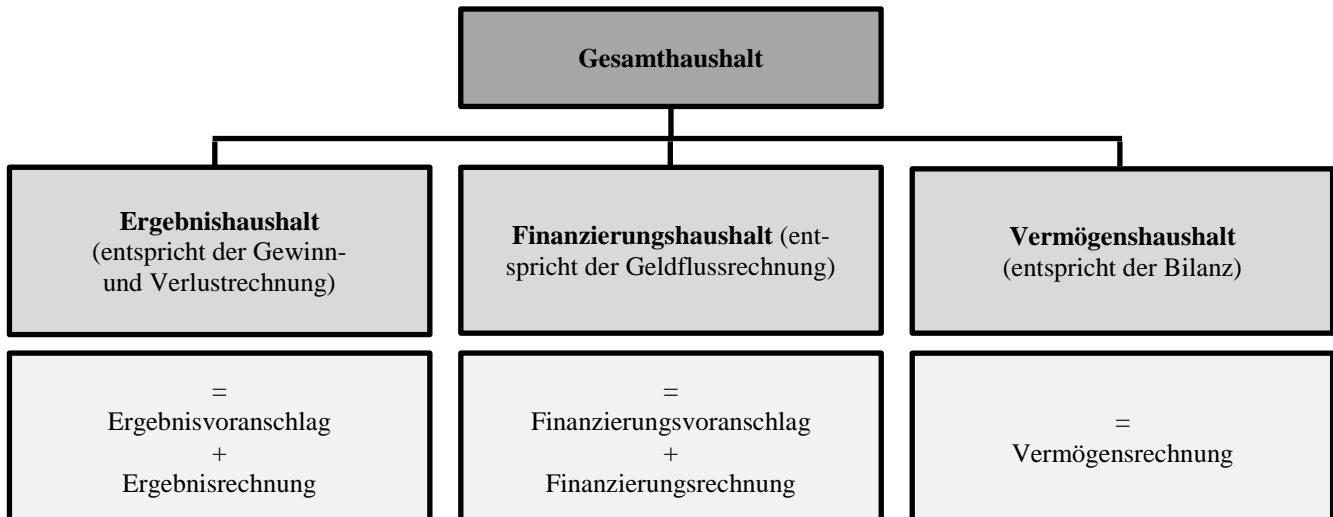 Gesamthaushalt
Ergebnishaushalt
(entspricht der Gewinn-
und Verlustrechnung)
Finanzierungshaushalt (ent-
spricht der Geldflussrechnung)
Vermögenshaushalt
(entspricht der Bilanz)
=
Ergebnisvoranschlag
+
Ergebnisrechnung
=
Finanzierungsvoranschlag
+
Finanzierungsrechnung
=
Vermögensrechnung